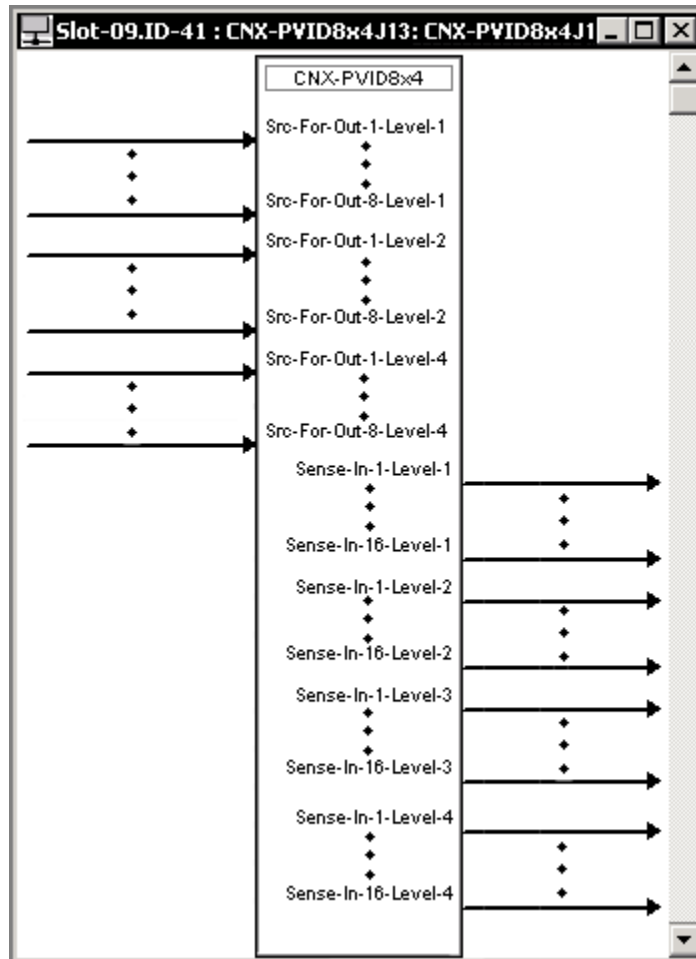 Slot-09.ID-41 : CNX-PVID8x4J13: CNX-PVID8x4J1
CNX-PVID8x4
Src-For-Out-1-Level-1
Src-For-Out-8-Level-1
Src-For-Out-1-Level-2
Src-For-Out-8-Level-2
Src-For-Out-1-Level-4
Src-For-Out-8-Level-4
Sense-In-1-Level-1
Sense-In-16-Level-1
Sense-In-1-Level-2
Sense-In-16-Level-2
Sense-In-1-Level-3
Sense-In-16-Level-3
Sense-In-1-Level-4
Sense-In-16-Level-4